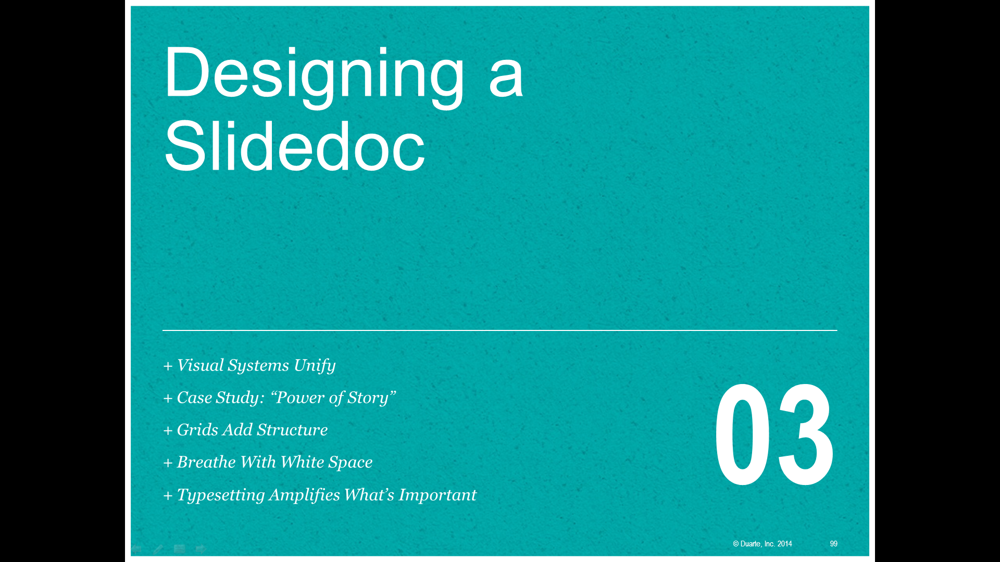 Designing a
Slidedoc
+ Visual Systems Unify
+ Case Study: “Power of Story”
+ Grids Add Structure
+ Breathe With White Space
+ Typesetting Amplifies What’s Important
03
© Duarte, Inc. 2014
99